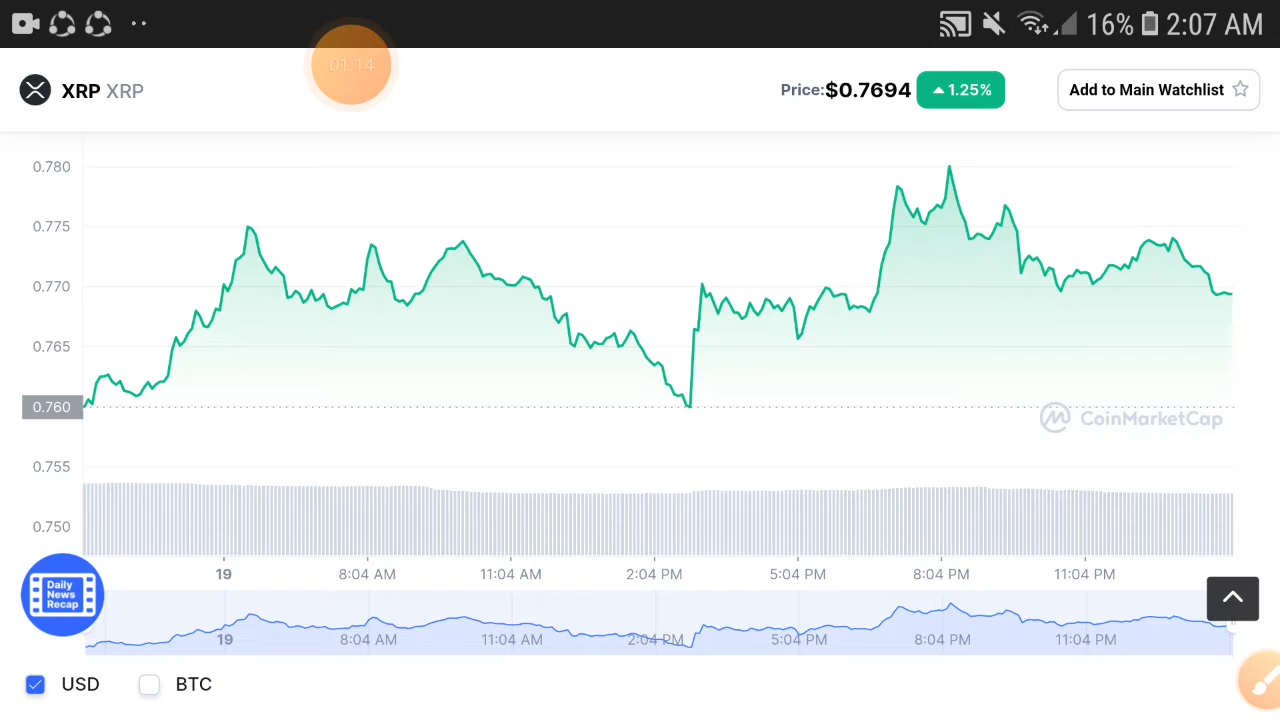 16% 2:07 AM
01:14
XRP XRP
Price:$0.7694 1.25%
Add to Main Watchlist
0.780
0.775
0.770
0.765
0.760
0.755
0.750
CoinMarketCap
19 8:04 AM 11:04 AM 2:04 PM 5:04 PM 8:04 PM 11:04 PM
Daily
News
Recap
19 8:04 AM 11:04 AM 2:04 PM 5:04 PM 8:04 PM 11:04 PM
USD BTC